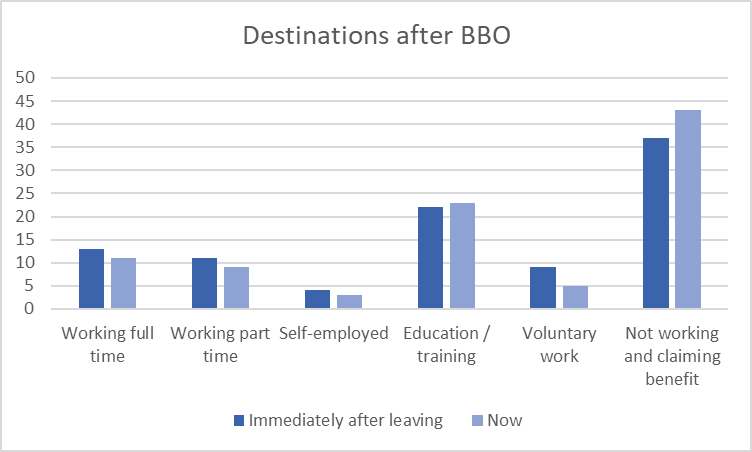 Destinations after BBO
50
45
40
35
30
25
20
15
10
5
0
Working full
time
Working part
time
Self-employed
Education /
training
Voluntary
work
Not working
and claiming
benefit
Immediately after leaving
Now